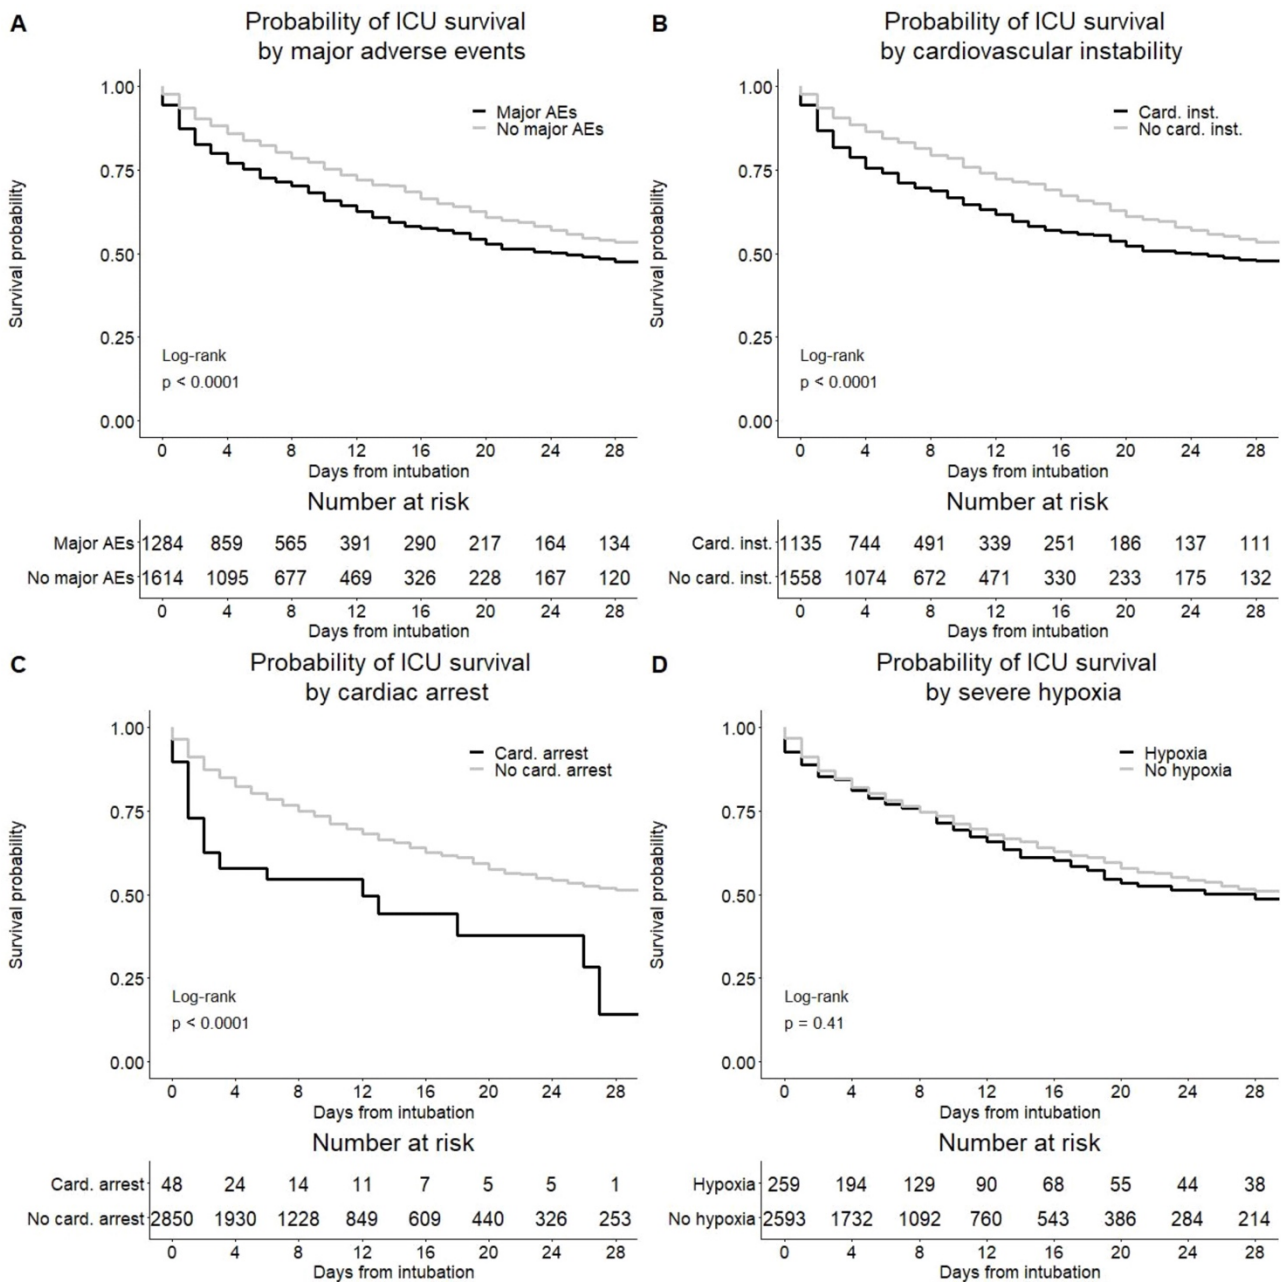 A
Probability of ICU survival
by major adverse events
Survival probability
1.00
0.75
0.50
0.25
0.00
Major AEs
No major AEs
Log-rank
p < 0.0001
0 4 8 12 16 20 24 28
Days from intubation
Number at risk
Major AEs 1284 859 565 391 290 217 164 134
No major AEs 1614 1095 677 469 326 228 167 120
0 4 8 12 16 20 24 28
Days from intubation
B
Probability of ICU survival
by cardiovascular instability
Survival probability
1.00
0.75
0.50
0.25
0.00
Card. inst.
No card. inst.
Log-rank
p < 0.0001
0 4 8 12 16 20 24 28
Days from intubation
Number at risk
Card. inst. 1135 744 491 339 251 186 137 111
No card. inst. 1558 1074 672 471 330 233 175 132
0 4 8 12 16 20 24 28
Days from intubation
C
Probability of ICU survival
by cardiac arrest
Survival probability
1.00
0.75
0.50
0.25
0.00
Card. arrest
No card. arrest
Log-rank
p < 0.0001
0 4 8 12 16 20 24 28
Days from intubation
Number at risk
Card. arrest 48 24 14 11 7 5 5 1
No card. arrest 2850 1930 1228 849 609 440 326 253
0 4 8 12 16 20 24 28
Days from intubation
D
Probability of ICU survival
by severe hypoxia
Survival probability
1.00
0.75
0.50
0.25
0.00
Hypoxia
No hypoxia
Log-rank
p = 0.41
0 4 8 12 16 20 24 28
Days from intubation
Number at risk
Hypoxia 259 194 129 90 68 55 44 38
No hypoxia 2593 1732 1092 760 543 386 284 214
0 4 8 12 16 20 24 28
Days from intubation